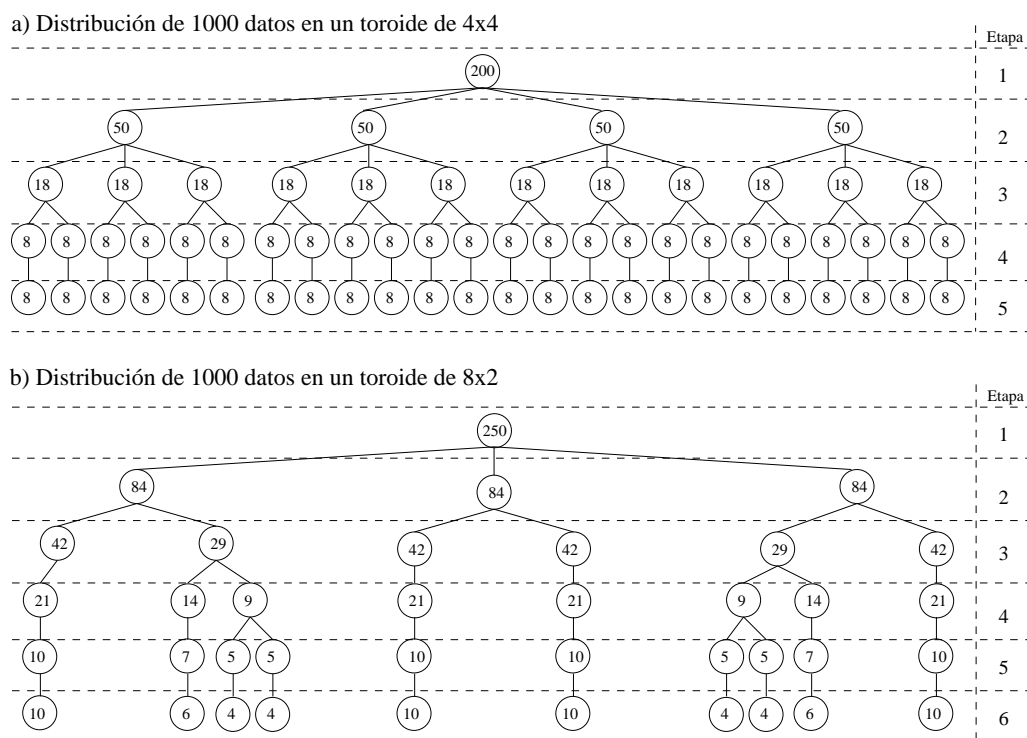 a) Distribución de 1000 datos en un toroide de 4x4
Etapa
200
1
50 50 50 50
2
18 18 18 18 18 18 18 18 18 18 18 18
3
8 8 8 8 8 8 8 8 8 8 8 8 8 8 8 8 8 8 8 8 8 8 8 8
4
8 8 8 8 8 8 8 8 8 8 8 8 8 8 8 8 8 8 8 8 8 8 8 8
5
b) Distribución de 1000 datos en un toroide de 8x2
Etapa
250
1
84 84 84
2
42 29 42 42 29 42
3
21 14 9 21 21 9 14 21
4
10 7 5 5 10 10 5 5 7 10
5
10 6 4 4 10 10 4 4 6 10
6